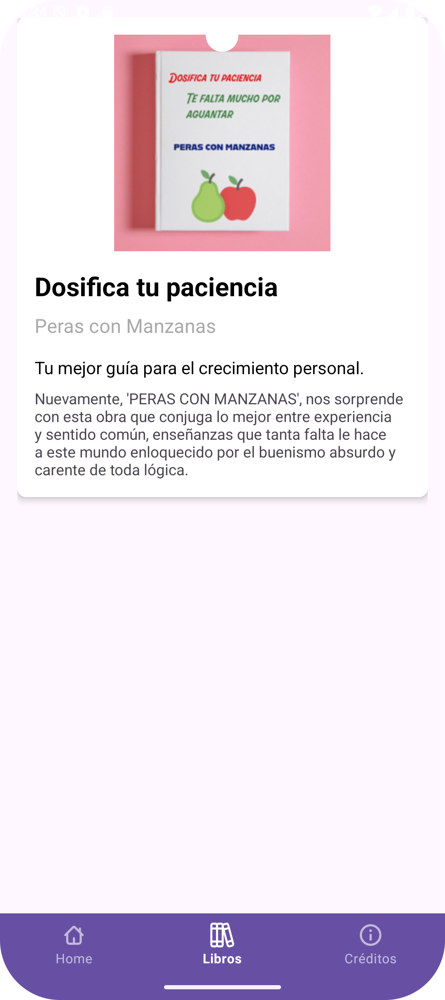 DOSIFICA TU PACIENCIA
TE FALTA MUCHO POR
AGUANTAR
PERAS CON MANZANAS
Dosifica tu paciencia
Peras con Manzanas
Tu mejor guía para el crecimiento personal.
Nuevamente, 'PERAS CON MANZANAS', nos sorprende
con esta obra que conjuga lo mejor entre experiencia
y sentido común, enseñanzas que tanta falta le hace
a este mundo enloquecido por el buenismo absurdo y
carente de toda lógica.
Home
Libros
Créditos